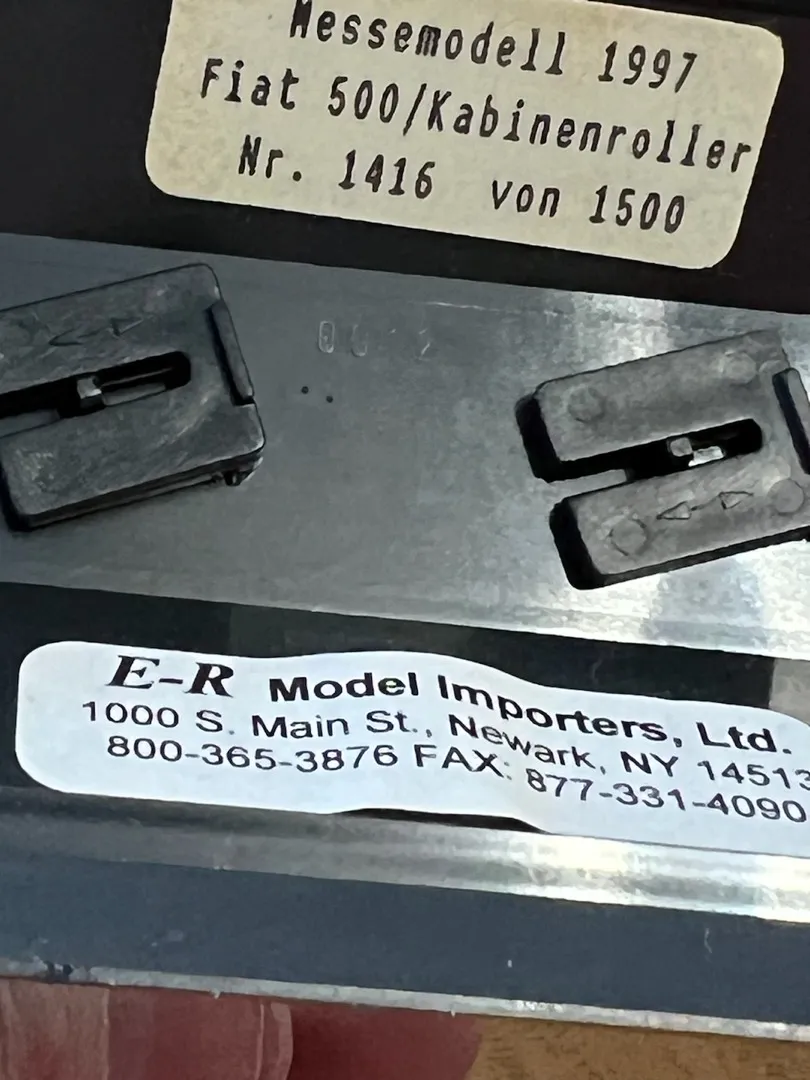 Messemodell 1997
Fiat 500/Kabinenroller
Nr. 1416 von 1500
E-R Model Importers, Ltd.
1000 S. Main St., Newark, NY 14513
800-365-3876 FAX: 877-331-4090